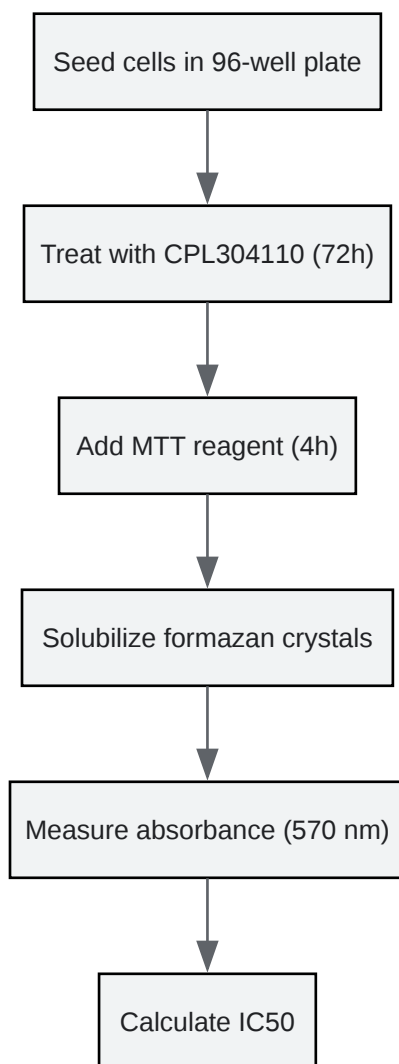 Seed cells in 96-well plate
Treat with CPL304110 (72h)
Add MTT reagent (4h)
Solubilize formazan crystals
Measure absorbance (570 nm)
Calculate IC50